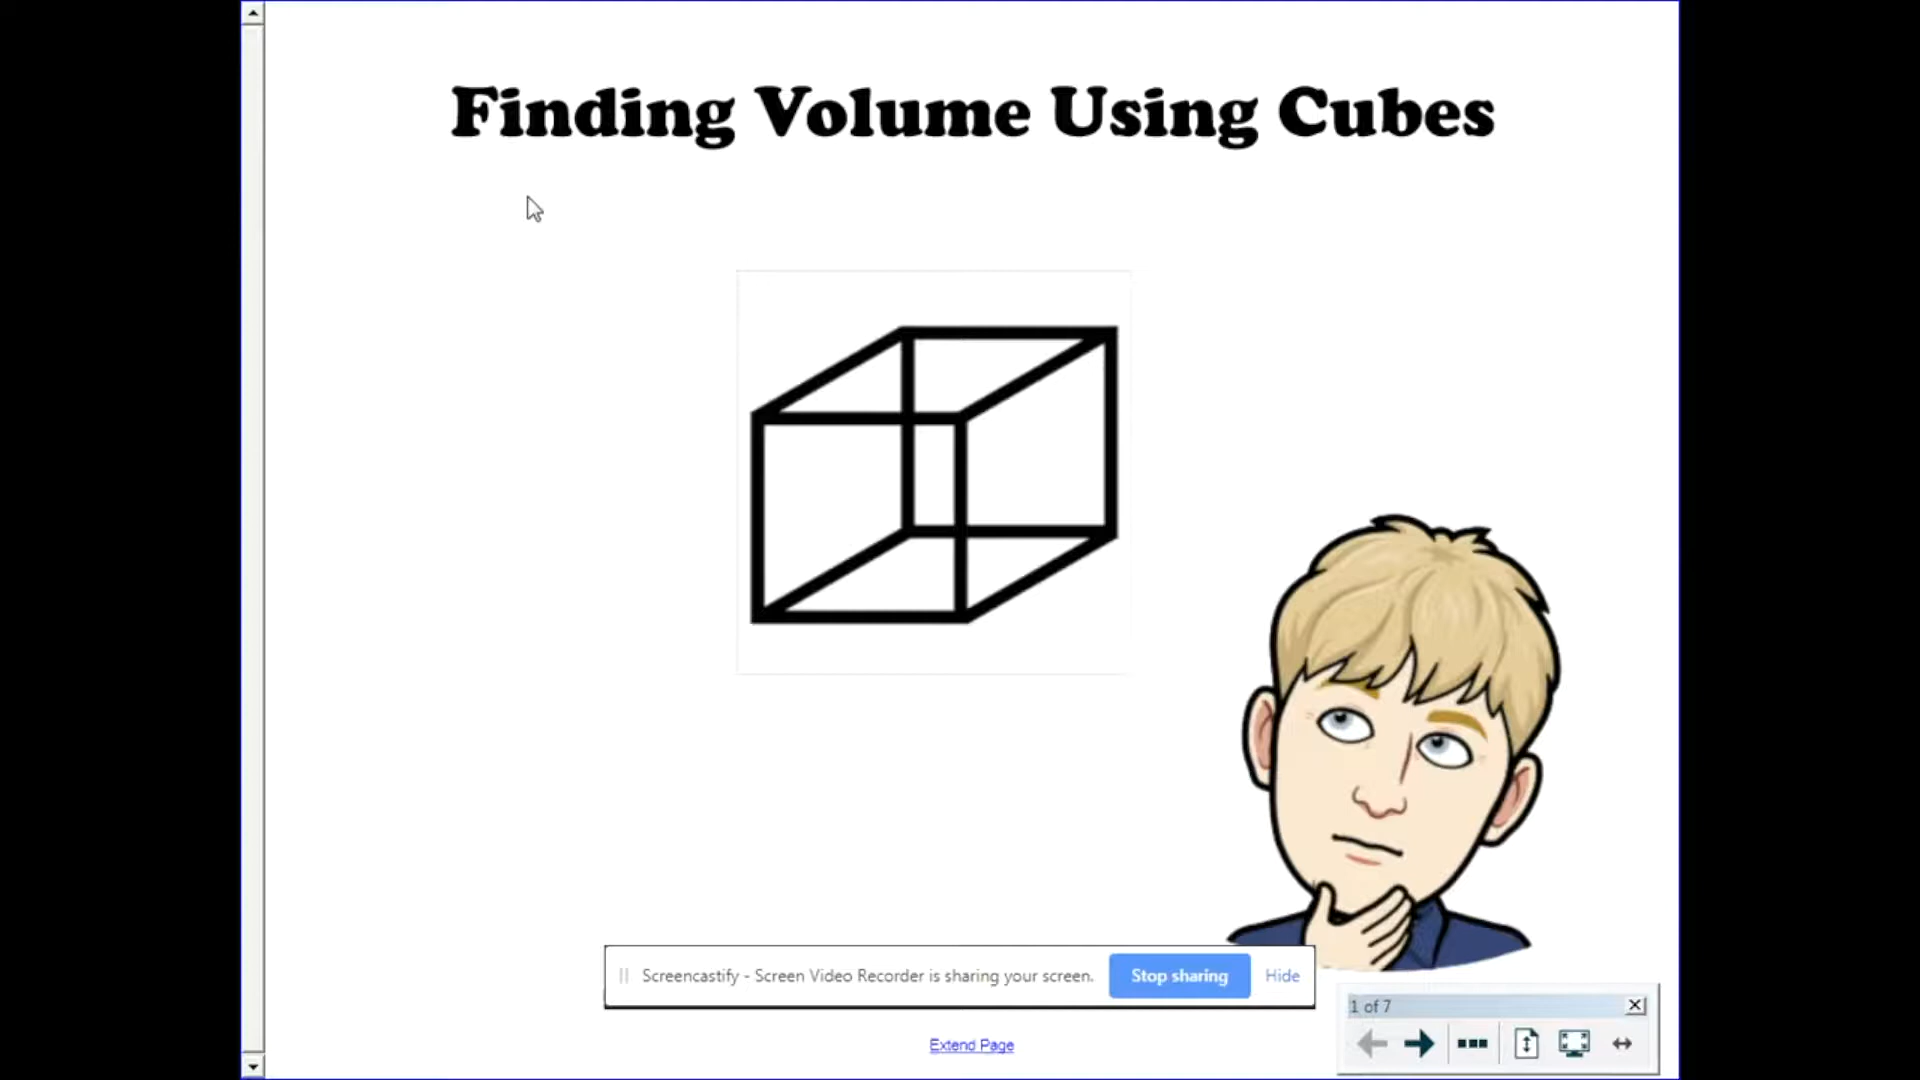 Finding Volume Using Cubes
Screencastify - Screen Video Recorder is sharing your screen. Stop sharing Hide
1 of 7
Extend Page